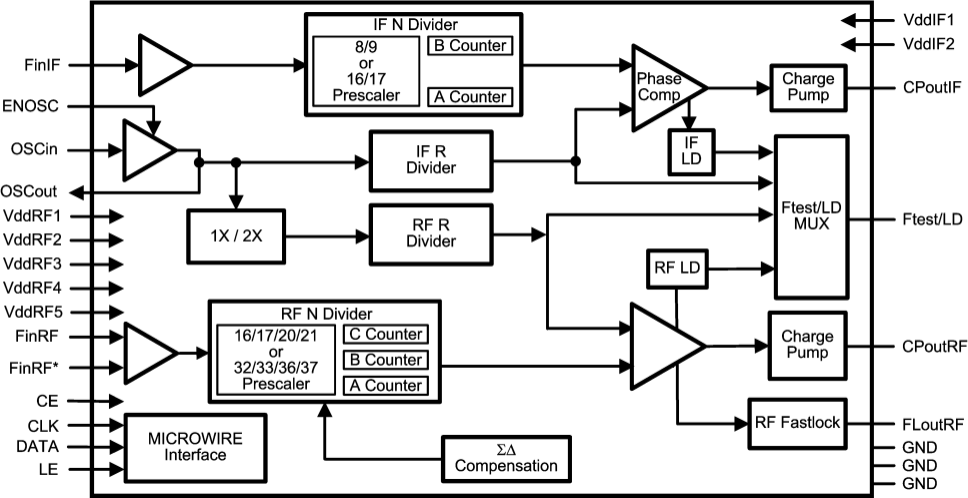 IF N Divider
VddIF1
8/9
B Counter
VddIF2
or
FinIF
16/17
Phase
Charge
Prescaler
A Counter
Comp
Pump
CPoutIF
ENOSC
IF
LD
OSCin
IF R
Divider
OSCout
Ftest/LD
MUX
Ftest/LD
VddRF1
1X / 2X
RF R
Divider
VddRF2
VddRF3
RF LD
VddRF4
VddRF5
RF N Divider
FinRF
16/17/20/21
C Counter
or
Charge
Pump
CPoutRF
FinRF*
32/33/36/37
B Counter
Prescaler
A Counter
CE
CLK
MICROWIRE
Interface
RF Fastlock
FLoutRF
DATA
ΣΔ
Compensation
GND
LE
GND
GND